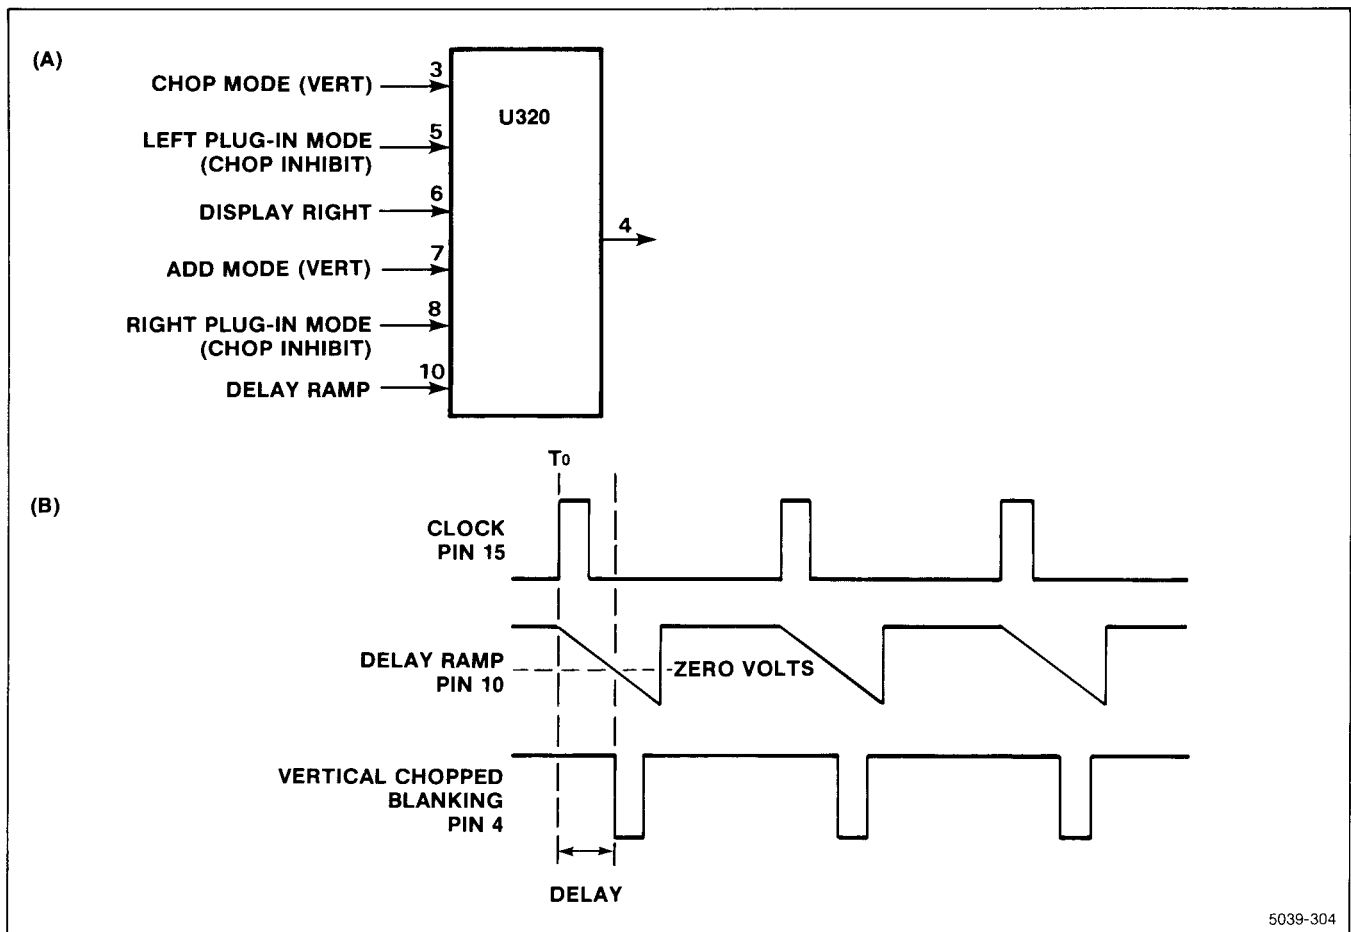 (A)
CHOP MODE (VERT)
3
LEFT PLUG-IN MODE
(CHOP INHIBIT)
5
DISPLAY RIGHT
6
ADD MODE (VERT)
7
RIGHT PLUG-IN MODE
(CHOP INHIBIT)
8
DELAY RAMP
10
U320
4
(B)
T0
CLOCK
PIN 15
DELAY RAMP
PIN 10
ZERO VOLTS
VERTICAL CHOPPED
BLANKING
PIN 4
DELAY
5039-304